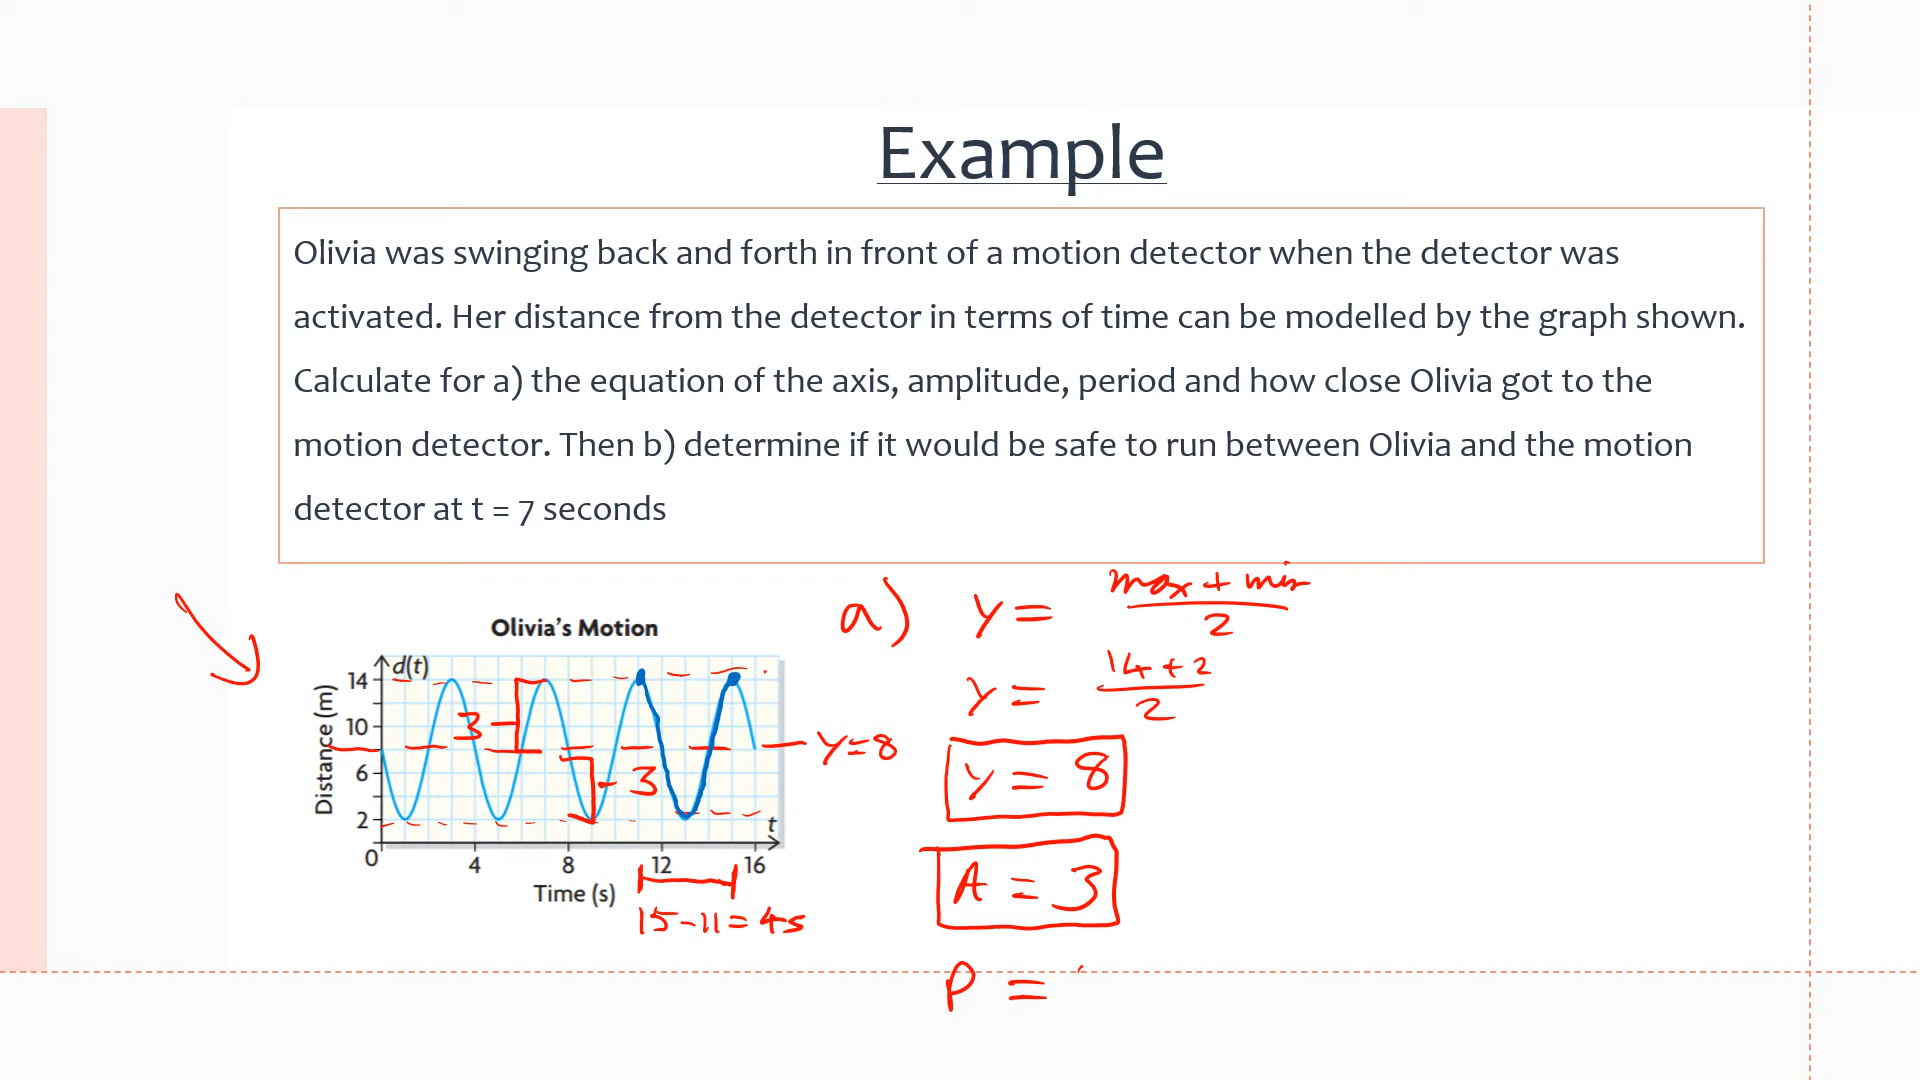 Example
Olivia was swinging back and forth in front of a motion detector when the detector was
activated. Her distance from the detector in terms of time can be modelled by the graph shown.
Calculate for a) the equation of the axis, amplitude, period and how close Olivia got to the
motion detector. Then b) determine if it would be safe to run between Olivia and the motion
detector at t = 7 seconds
Olivia's Motion
d(t)
Distance (m)
14
10
6
2
0
4
8
12
16
t
Time (s)
3
3
y=8
15-11=4s
a) y = max + min / 2
y = 14+2 / 2
y = 8
A = 3
P =